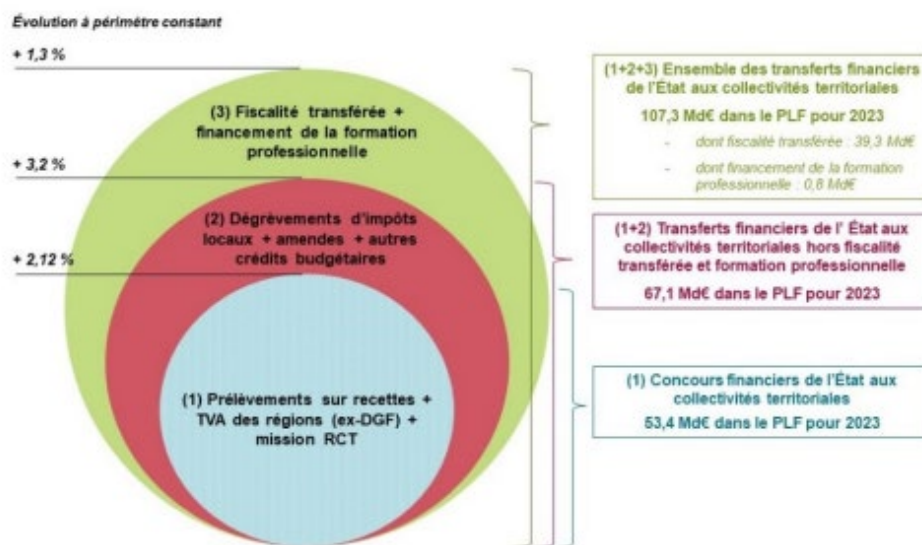 Évolution à périmètre constant
+ 1,3 %
(3) Fiscalité transférée +
financement de la formation
professionnelle
+ 3,2 %
(2) Dégrèvements d'impôts
locaux + amendes + autres
crédits budgétaires
+ 2,12 %
(1) Prélèvements sur recettes +
TVA des régions (ex-DGF) +
mission RCT
(1+2+3) Ensemble des transferts financiers
de l'État aux collectivités territoriales
107,3 Md€ dans le PLF pour 2023
- dont fiscalité transférée : 39,3 Md€
- dont financement de la formation
professionnelle : 0,8 Md€
(1+2) Transferts financiers de l' État aux
collectivités territoriales hors fiscalité
transférée et formation professionnelle
67,1 Md€ dans le PLF pour 2023
(1) Concours financiers de l'État aux
collectivités territoriales
53,4 Md€ dans le PLF pour 2023